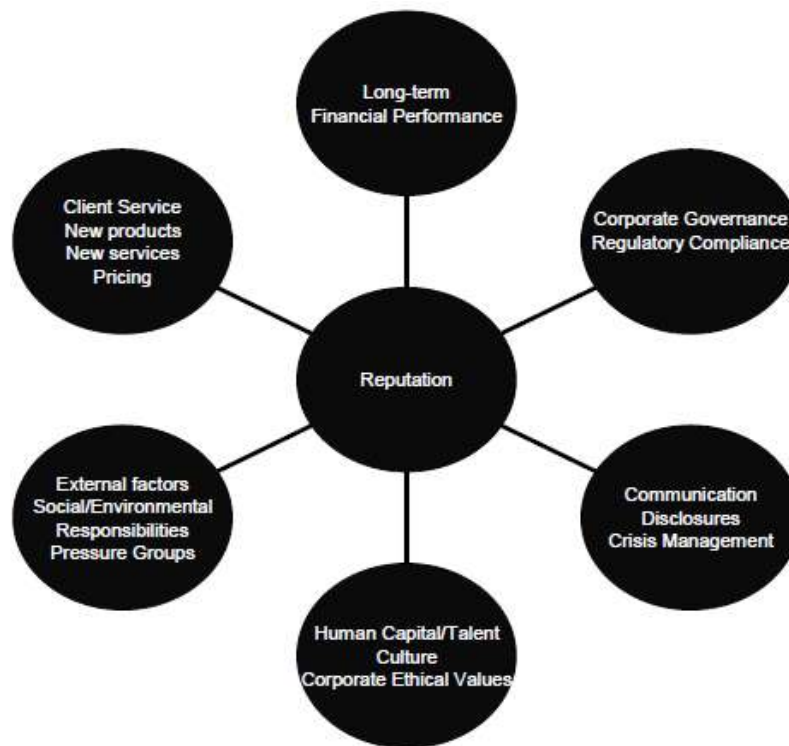 Long-term
Financial Performance
Client Service
New products
New services
Pricing
Corporate Governance
Regulatory Compliance
Reputation
External factors
Social/Environmental
Responsibilities
Pressure Groups
Communication
Disclosures
Crisis Management
Human Capital/Talent
Culture
Corporate Ethical Values